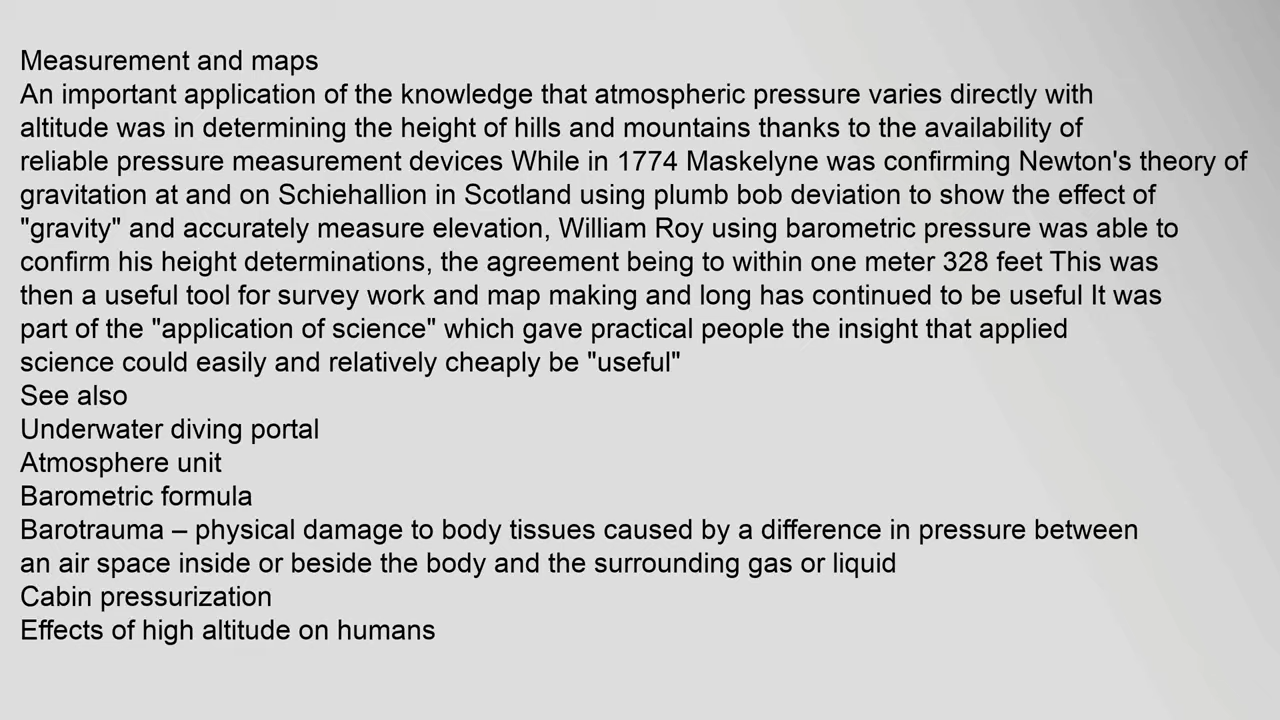 Measurement and maps
An important application of the knowledge that atmospheric pressure varies directly with
altitude was in determining the height of hills and mountains thanks to the availability of
reliable pressure measurement devices While in 1774 Maskelyne was confirming Newton's theory of
gravitation at and on Schiehallion in Scotland using plumb bob deviation to show the effect of
"gravity" and accurately measure elevation, William Roy using barometric pressure was able to
confirm his height determinations, the agreement being to within one meter 328 feet This was
then a useful tool for survey work and map making and long has continued to be useful It was
part of the "application of science" which gave practical people the insight that applied
science could easily and relatively cheaply be "useful"
See also
Underwater diving portal
Atmosphere unit
Barometric formula
Barotrauma – physical damage to body tissues caused by a difference in pressure between
an air space inside or beside the body and the surrounding gas or liquid
Cabin pressurization
Effects of high altitude on humans